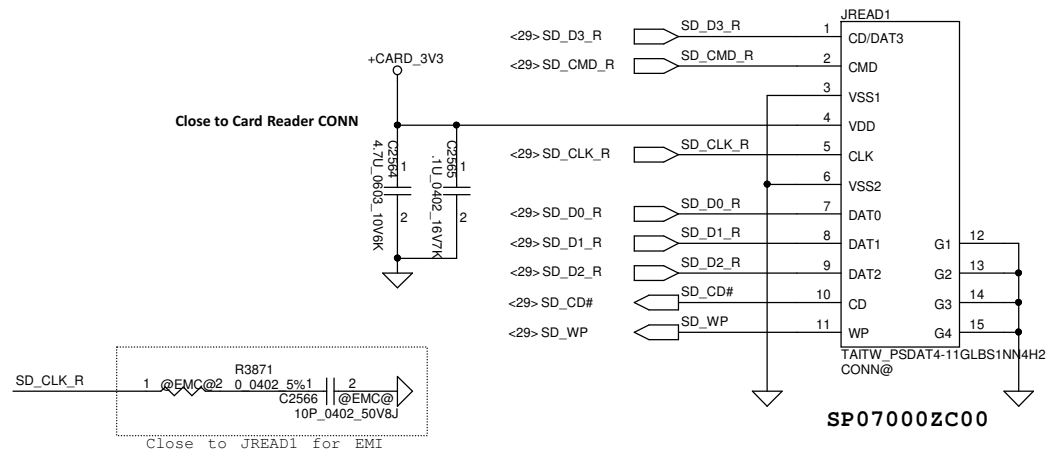 JREAD1
<29> SD_D3_R SD_D3_R 1 CD/DAT3
+CARD_3V3
<29> SD_CMD_R SD_CMD_R 2 CMD
3 VSS1
Close to Card Reader CONN
4 VDD
C2564 1
4.7U_0603_10V6K
2
C2565 1
.1U_0402_16V7K
2
<29> SD_CLK_R SD_CLK_R 5 CLK
6 VSS2
<29> SD_D0_R SD_D0_R 7 DAT0
<29> SD_D1_R SD_D1_R 8 DAT1 G1 12
<29> SD_D2_R SD_D2_R 9 DAT2 G2 13
<29> SD_CD# SD_CD# 10 CD G3 14
<29> SD_WP SD_WP 11 WP G4 15
TAITW_PSDAT4-11GLBS1NN4H2
CONN@
SP07000ZC00
R3871
SD_CLK_R 1 @EMC@ 2 0_0402_5% 1 2
C2566 @EMC@
10P_0402_50V8J
Close to JREAD1 for EMI